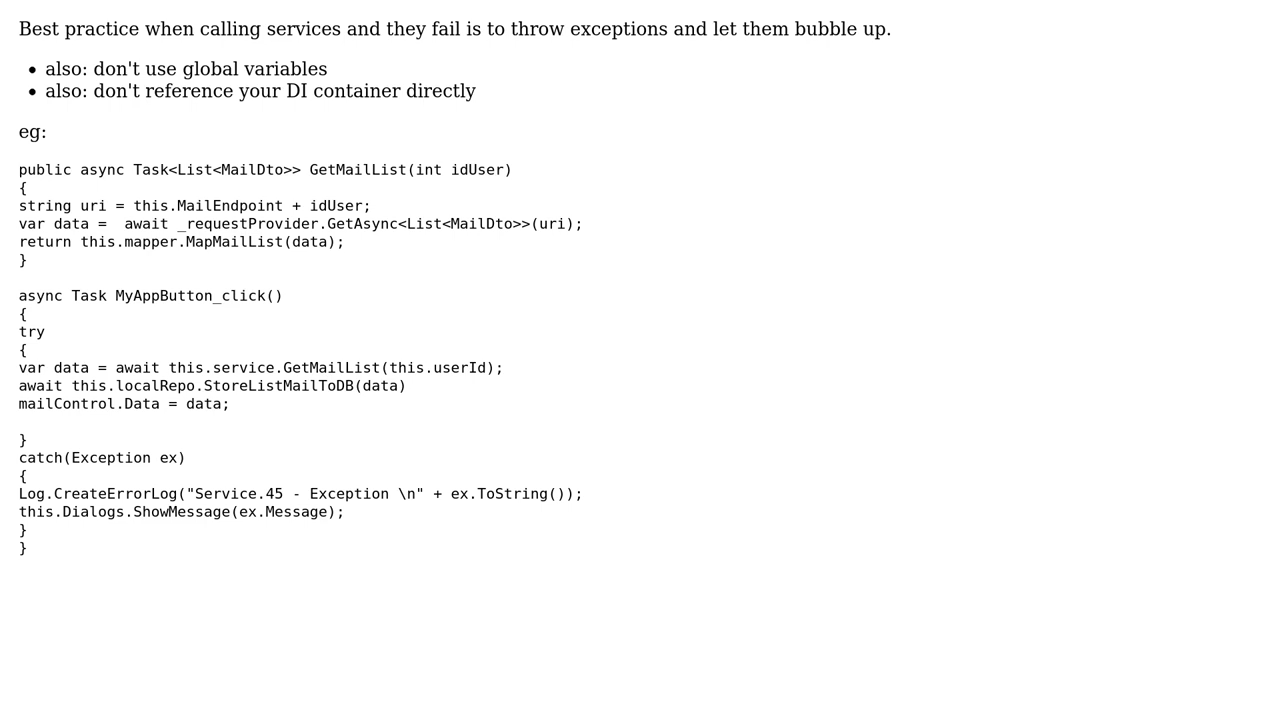 Best practice when calling services and they fail is to throw exceptions and let them bubble up.
• also: don't use global variables
• also: don't reference your DI container directly
eg:
public async Task<List<MailDto>> GetMailList(int idUser)
{
string uri = this.MailEndpoint + idUser;
var data =  await _requestProvider.GetAsync<List<MailDto>>(uri);
return this.mapper.MapMailList(data);
}
async Task MyAppButton_click()
{
try
{
var data = await this.service.GetMailList(this.userId);
await this.localRepo.StoreListMailToDB(data)
mailControl.Data = data;
}
catch(Exception ex)
{
Log.CreateErrorLog("Service.45 - Exception \n" + ex.ToString());
this.Dialogs.ShowMessage(ex.Message);
}
}